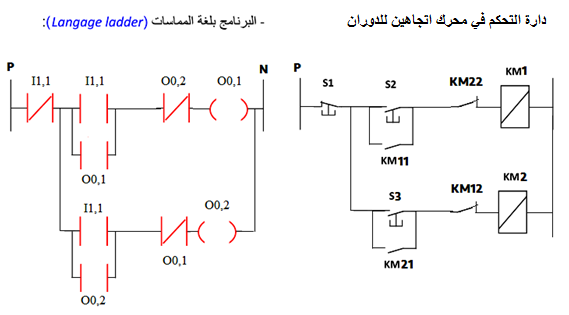 دارة التحكم في محرك اتجاهين للدوران
- البرنامج بلغة المماسات (Langage ladder):
P
N
I1,1
I1,1
O0,2
O0,1
O0,1
I1,1
O0,2
O0,1
O0,2
P
S1
S2
KM22
KM1
KM11
S3
KM12
KM2
KM21